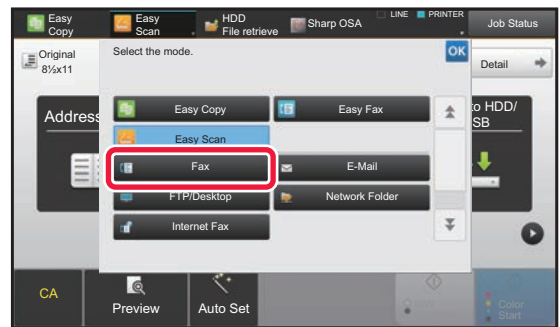 Easy
Copy
Easy
Scan
HDD
File retrieve
Sharp OSA
LINE
PRINTER
Job Status
Original
8½x11
Select the mode.
OK
Detail
Address
to HDD/
SB
Easy Copy
Easy Fax
Easy Scan
Fax
E-Mail
FTP/Desktop
Network Folder
Internet Fax
CA
Preview
Auto Set
Color
Start